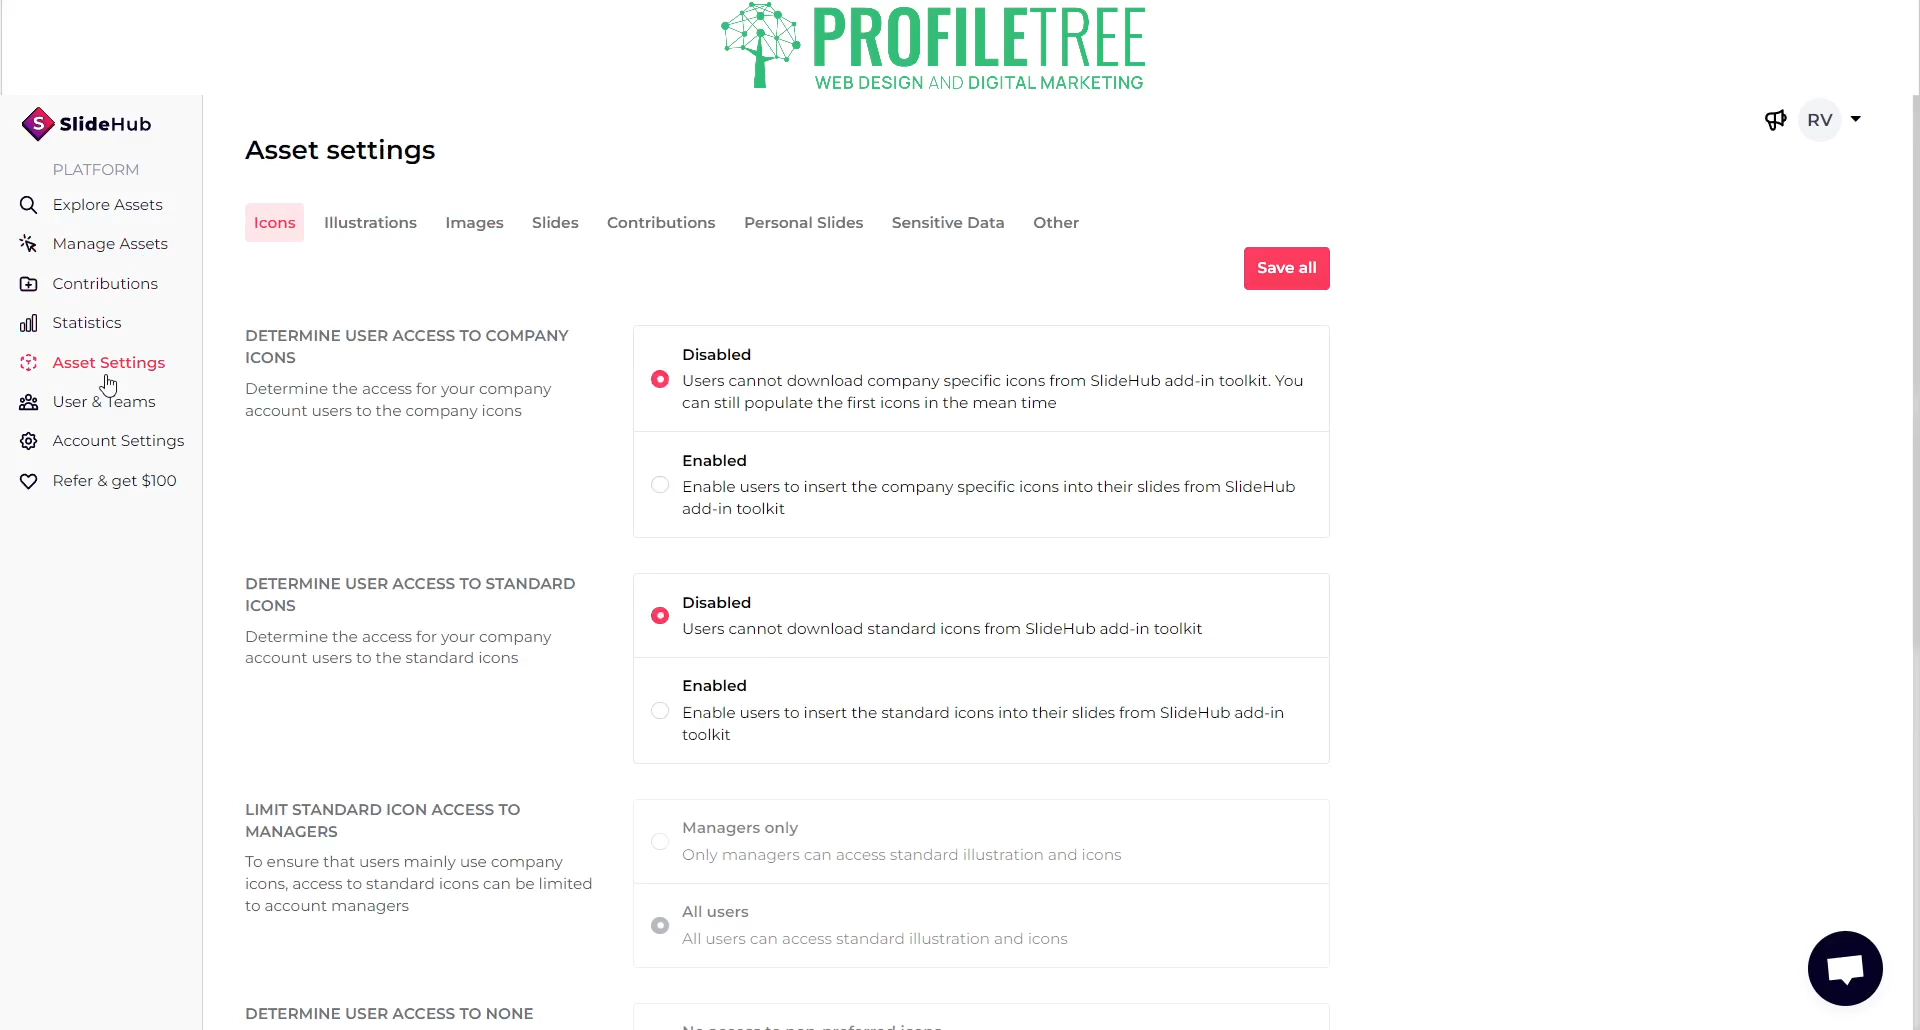 PROFILETREE
WEB DESIGN AND DIGITAL MARKETING
S SlideHub
RV
PLATFORM
Explore Assets
Manage Assets
Contributions
Statistics
Asset Settings
User & Teams
Account Settings
Refer & get $100
Asset settings
Icons Illustrations Images Slides Contributions Personal Slides Sensitive Data Other
Save all
DETERMINE USER ACCESS TO COMPANY
ICONS
Determine the access for your company
account users to the company icons
Disabled
Users cannot download company specific icons from SlideHub add-in toolkit. You
can still populate the first icons in the mean time
Enabled
Enable users to insert the company specific icons into their slides from SlideHub
add-in toolkit
DETERMINE USER ACCESS TO STANDARD
ICONS
Determine the access for your company
account users to the standard icons
Disabled
Users cannot download standard icons from SlideHub add-in toolkit
Enabled
Enable users to insert the standard icons into their slides from SlideHub add-in
toolkit
LIMIT STANDARD ICON ACCESS TO
MANAGERS
To ensure that users mainly use company
icons, access to standard icons can be limited
to account managers
Managers only
Only managers can access standard illustration and icons
All users
All users can access standard illustration and icons
DETERMINE USER ACCESS TO NONE
No access to non-preferred icons